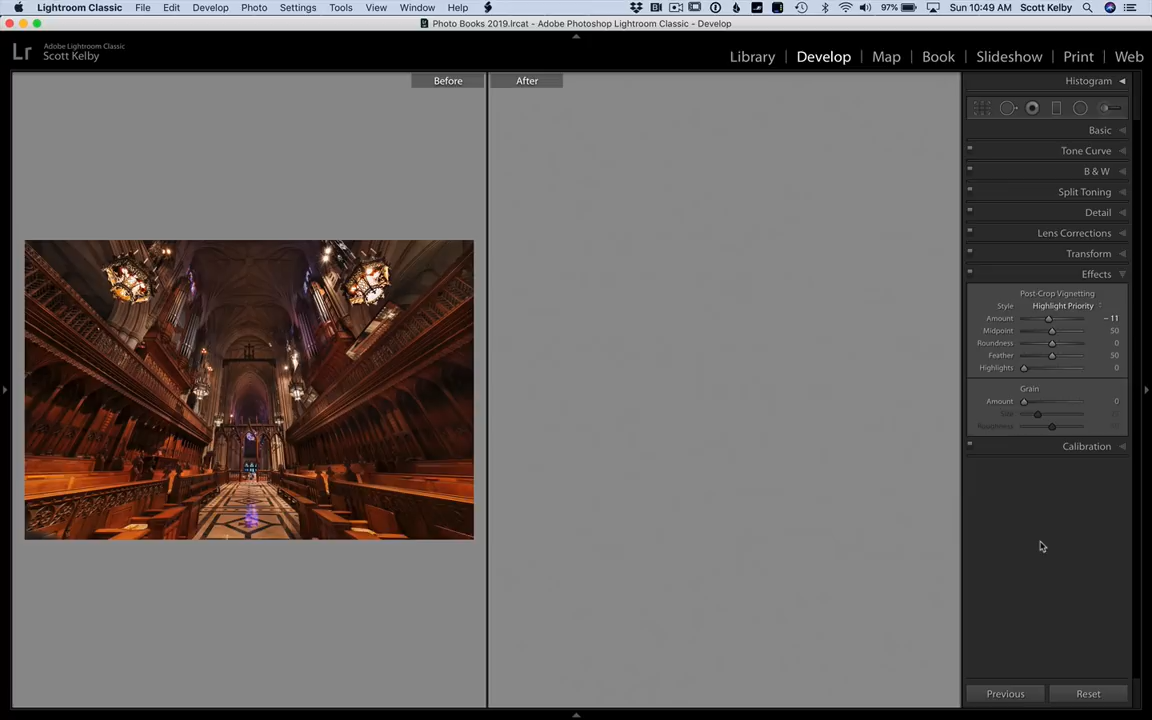 Lightroom Classic File Edit Develop Photo Settings Tools View Window Help 97% Sun 10:49 AM Scott Kelby
Photo Books 2019.lrcat - Adobe Photoshop Lightroom Classic - Develop
Lr Adobe Lightroom Classic
Scott Kelby
Library Develop Map Book Slideshow Print Web
Before After
Histogram
Basic
Tone Curve
B & W
Split Toning
Detail
Lens Corrections
Transform
Effects
Post-Crop Vignetting
Style Highlight Priority
Amount – 11
Midpoint 50
Roundness 0
Feather 50
Highlights 0
Grain
Amount 0
Size
Roughness
Calibration
Previous Reset